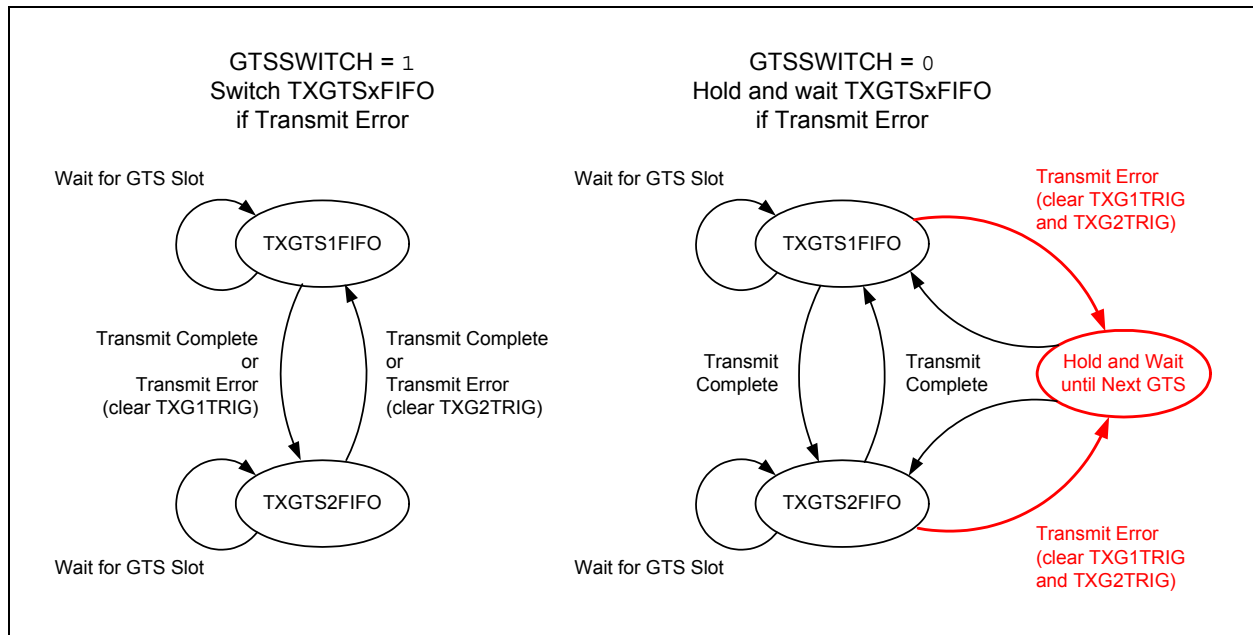 GTSSWITCH = 1
Switch TXGTSxFIFO
if Transmit Error
Wait for GTS Slot
TXGTS1FIFO
Transmit Complete
or
Transmit Error
(clear TXG1TRIG)
Transmit Complete
or
Transmit Error
(clear TXG2TRIG)
TXGTS2FIFO
Wait for GTS Slot
GTSSWITCH = 0
Hold and wait TXGTSxFIFO
if Transmit Error
Wait for GTS Slot
TXGTS1FIFO
Transmit Error
(clear TXG1TRIG
and TXG2TRIG)
Transmit
Complete
Transmit
Complete
Hold and Wait
until Next GTS
TXGTS2FIFO
Wait for GTS Slot
Transmit Error
(clear TXG1TRIG
and TXG2TRIG)